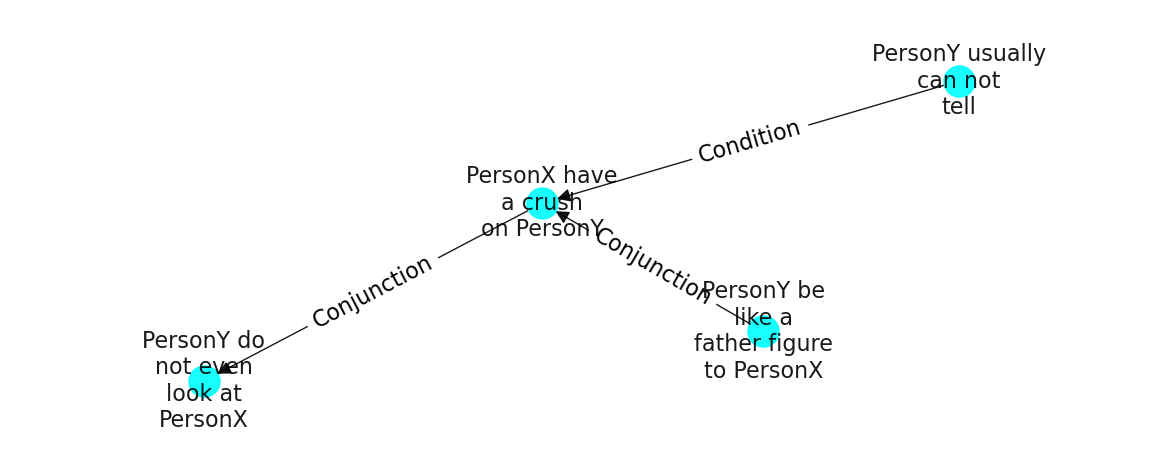 PersonY usually
can not
tell
Condition
PersonX have
a crush
on PersonY
Conjunction
PersonY be
like a
father figure
to PersonX
Conjunction
PersonY do
not even
look at
PersonX